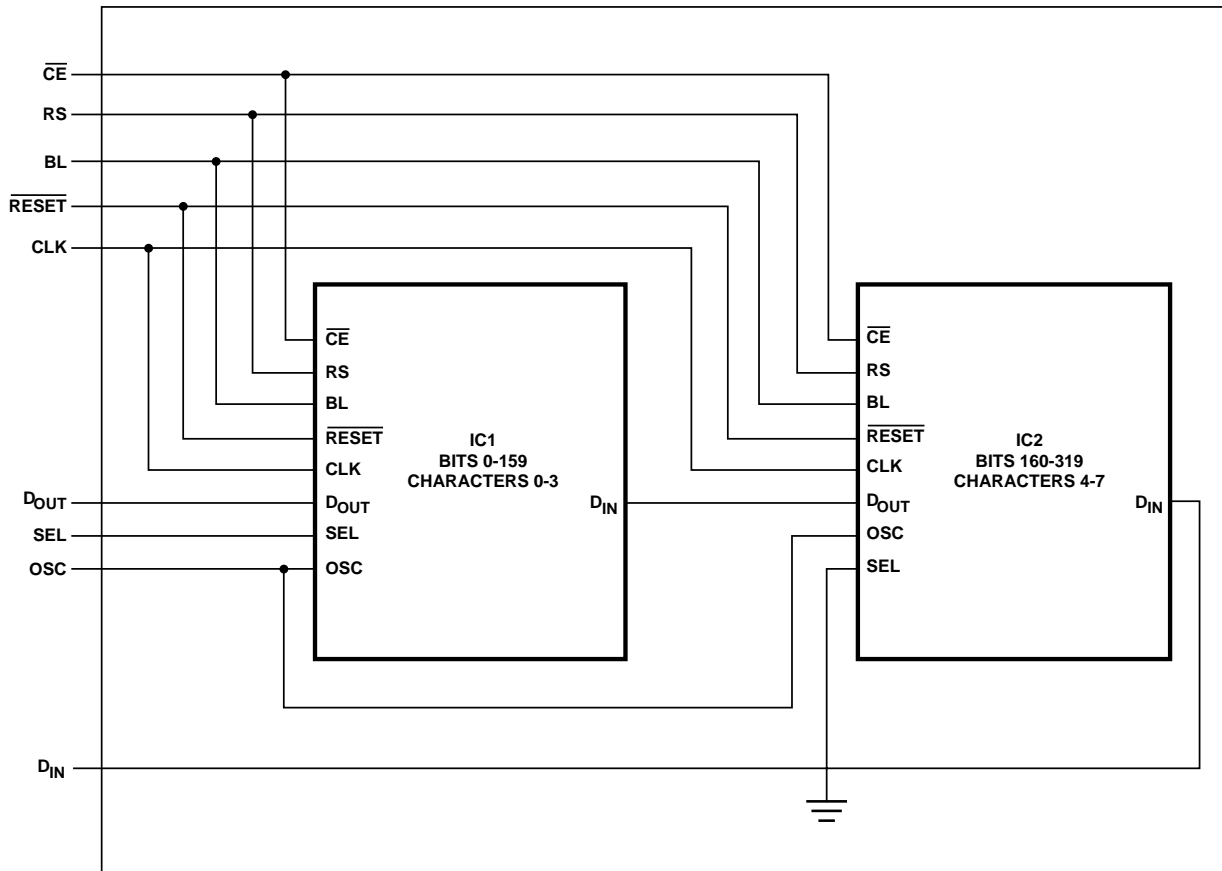 CE
RS
BL
RESET
CLK
DOUT
SEL
OSC
DIN
CE
RS
BL
RESET
CLK
DOUT
SEL
OSC
IC1
BITS 0-159
CHARACTERS 0-3
DIN
CE
RS
BL
RESET
CLK
DOUT
OSC
SEL
IC2
BITS 160-319
CHARACTERS 4-7
DIN